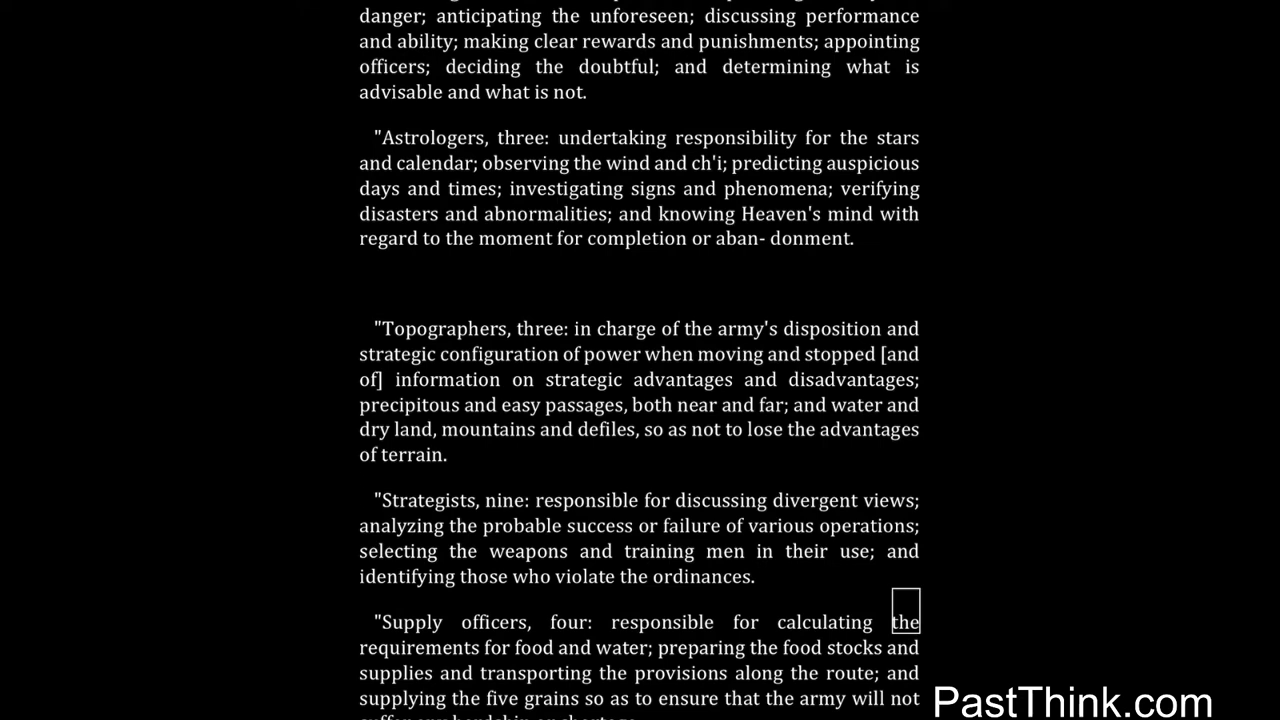 danger; anticipating the unforeseen; discussing performance
and ability; making clear rewards and punishments; appointing
officers; deciding the doubtful; and determining what is
advisable and what is not.
"Astrologers, three: undertaking responsibility for the stars
and calendar; observing the wind and ch'i; predicting auspicious
days and times; investigating signs and phenomena; verifying
disasters and abnormalities; and knowing Heaven's mind with
regard to the moment for completion or aban- donment.
"Topographers, three: in charge of the army's disposition and
strategic configuration of power when moving and stopped [and
of] information on strategic advantages and disadvantages;
precipitous and easy passages, both near and far; and water and
dry land, mountains and defiles, so as not to lose the advantages
of terrain.
"Strategists, nine: responsible for discussing divergent views;
analyzing the probable success or failure of various operations;
selecting the weapons and training men in their use; and
identifying those who violate the ordinances.
"Supply officers, four: responsible for calculating the
requirements for food and water; preparing the food stocks and
supplies and transporting the provisions along the route; and
supplying the five grains so as to ensure that the army will not
PastThink.com